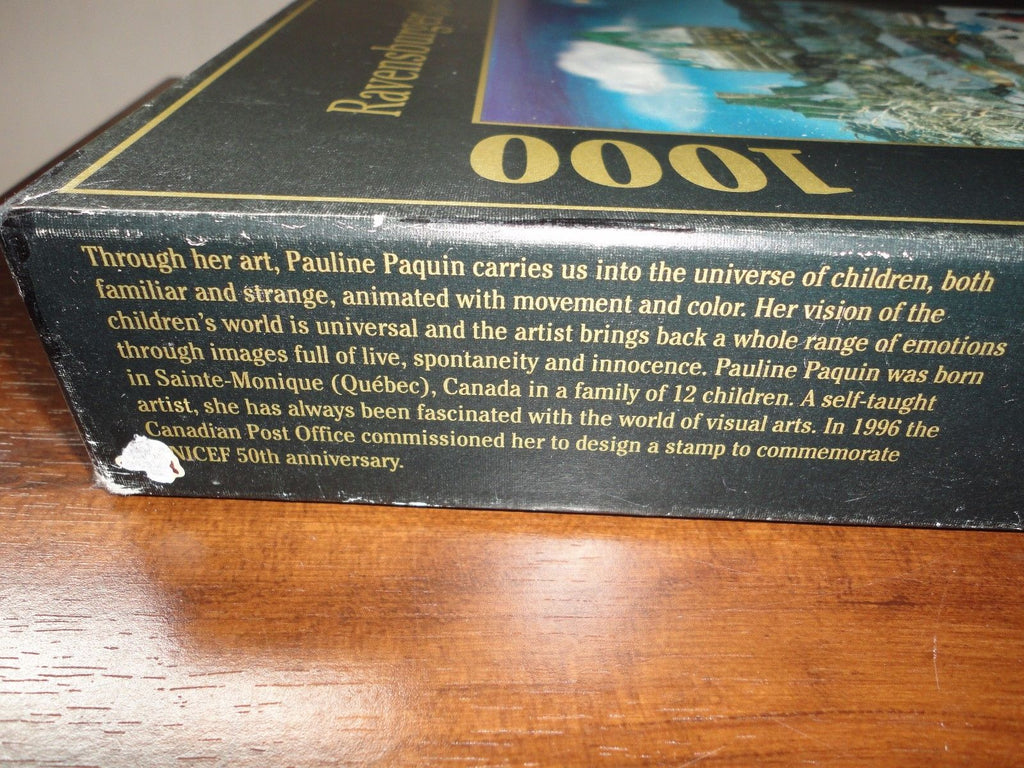 Ravensburger
1000
Through her art, Pauline Paquin carries us into the universe of children, both
familiar and strange, animated with movement and color. Her vision of the
children's world is universal and the artist brings back a whole range of emotions
through images full of live, spontaneity and innocence. Pauline Paquin was born
in Sainte-Monique (Québec), Canada in a family of 12 children. A self-taught
artist, she has always been fascinated with the world of visual arts. In 1996 the
Canadian Post Office commissioned her to design a stamp to commemorate
NICEF 50th anniversary.